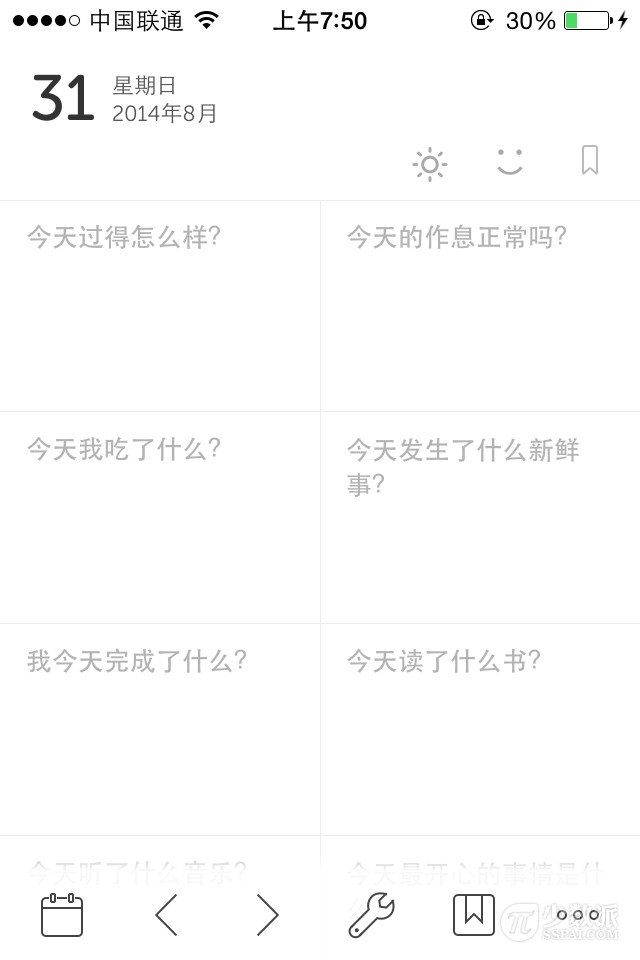 中国联通 上午7:50 30%
31 星期日
2014年8月
今天过得怎么样?
今天的作息正常吗?
今天我吃了什么?
今天发生了什么新鲜
事?
我今天完成了什么?
今天读了什么书?
今天听了什么音乐?
今天最开心的事情是什
少数派
SSPAI.COM